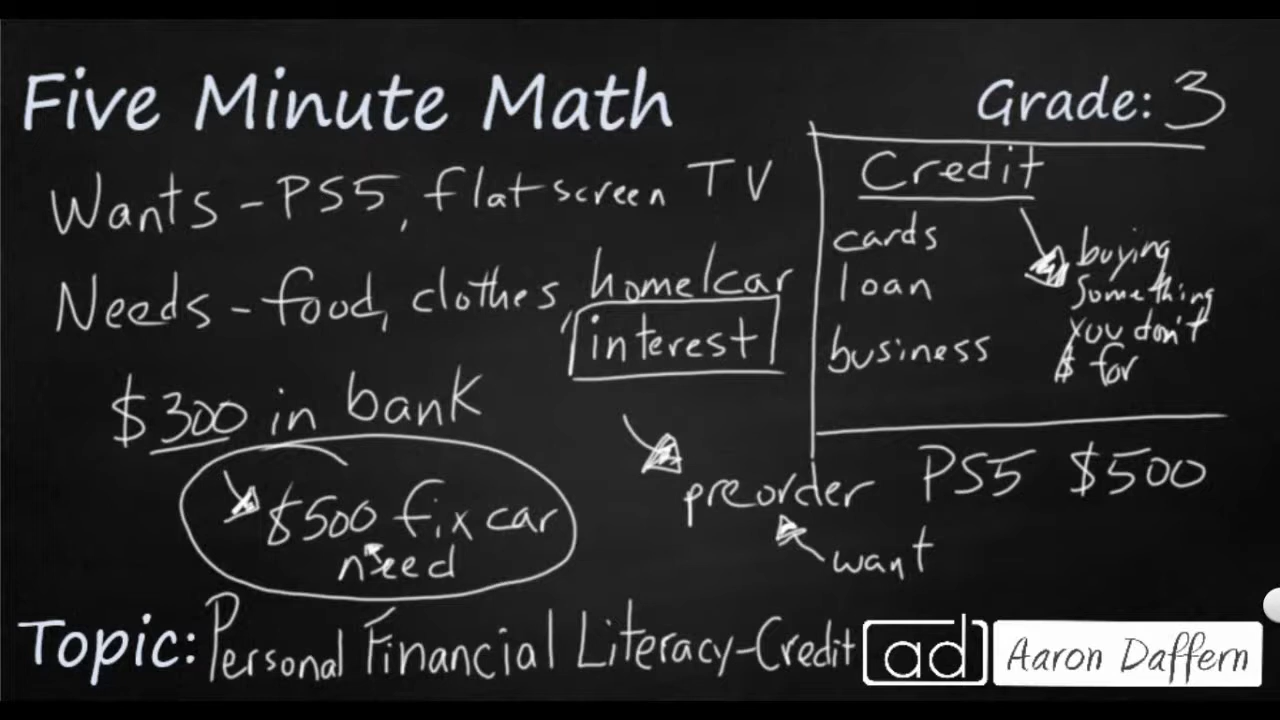 Five Minute Math
Grade: 3
Wants - PS5, flatscreen TV
Needs - food, clothes, home/car
interest
$300 in bank
$500 fix car
need
Credit
cards
loan
business
buying
something
you don't
$ for
preorder PS5 $500
want
Topic: Personal Financial Literacy-Credit
ad
Aaron Daffern